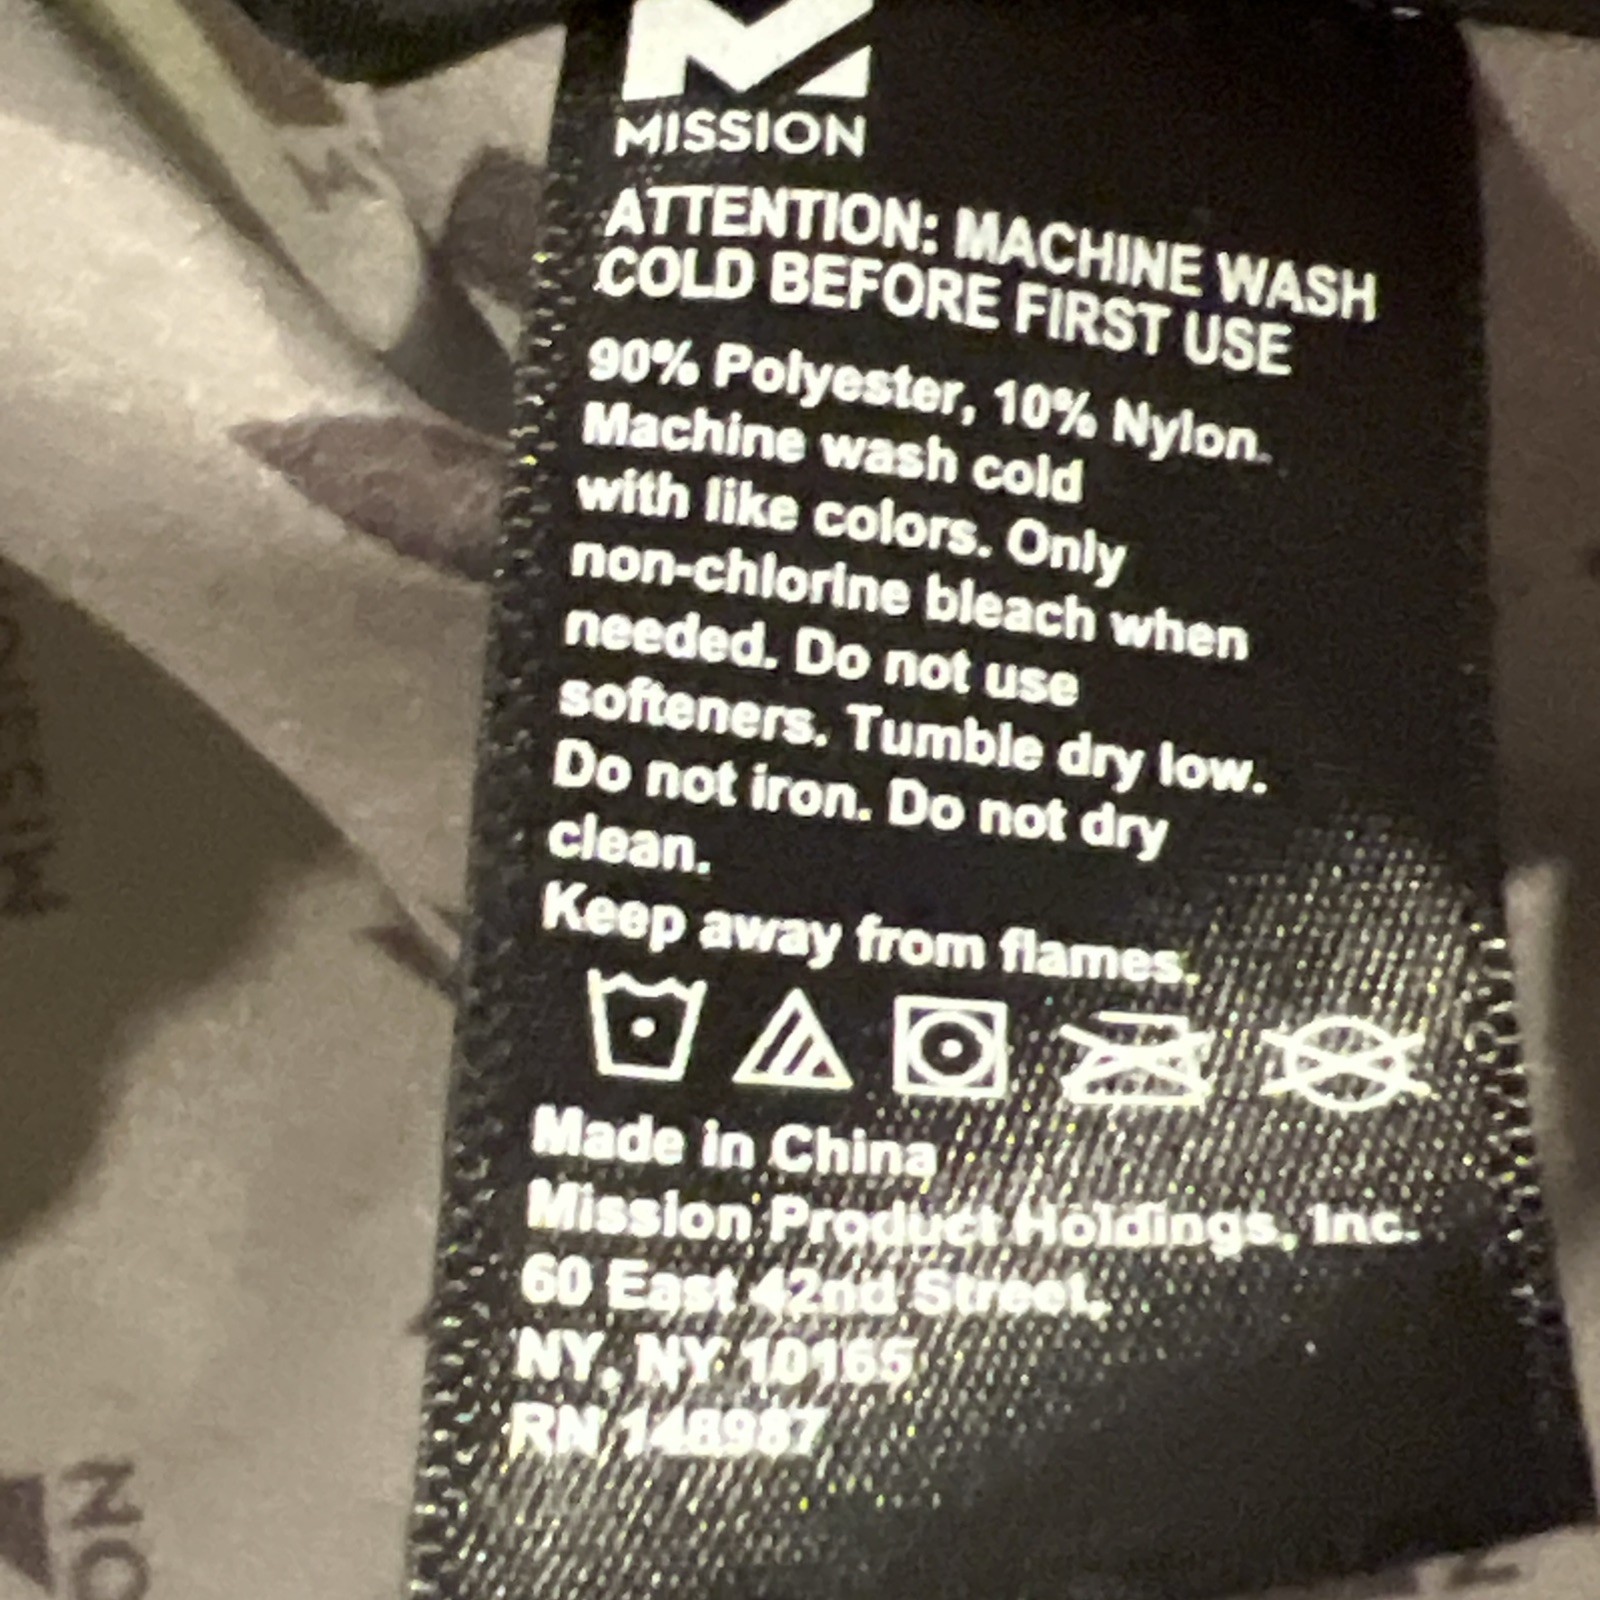 MISSION
ATTENTION: MACHINE WASH
COLD BEFORE FIRST USE
90% Polyester, 10% Nylon.
Machine wash cold
with like colors. Only
non-chlorine bleach when
needed. Do not use
softeners. Tumble dry low.
Do not iron. Do not dry
clean.
Keep away from flames.
Made in China
Mission Product Holdings, Inc.
60 East 42nd Street,
NY, NY 10165
RN 148987